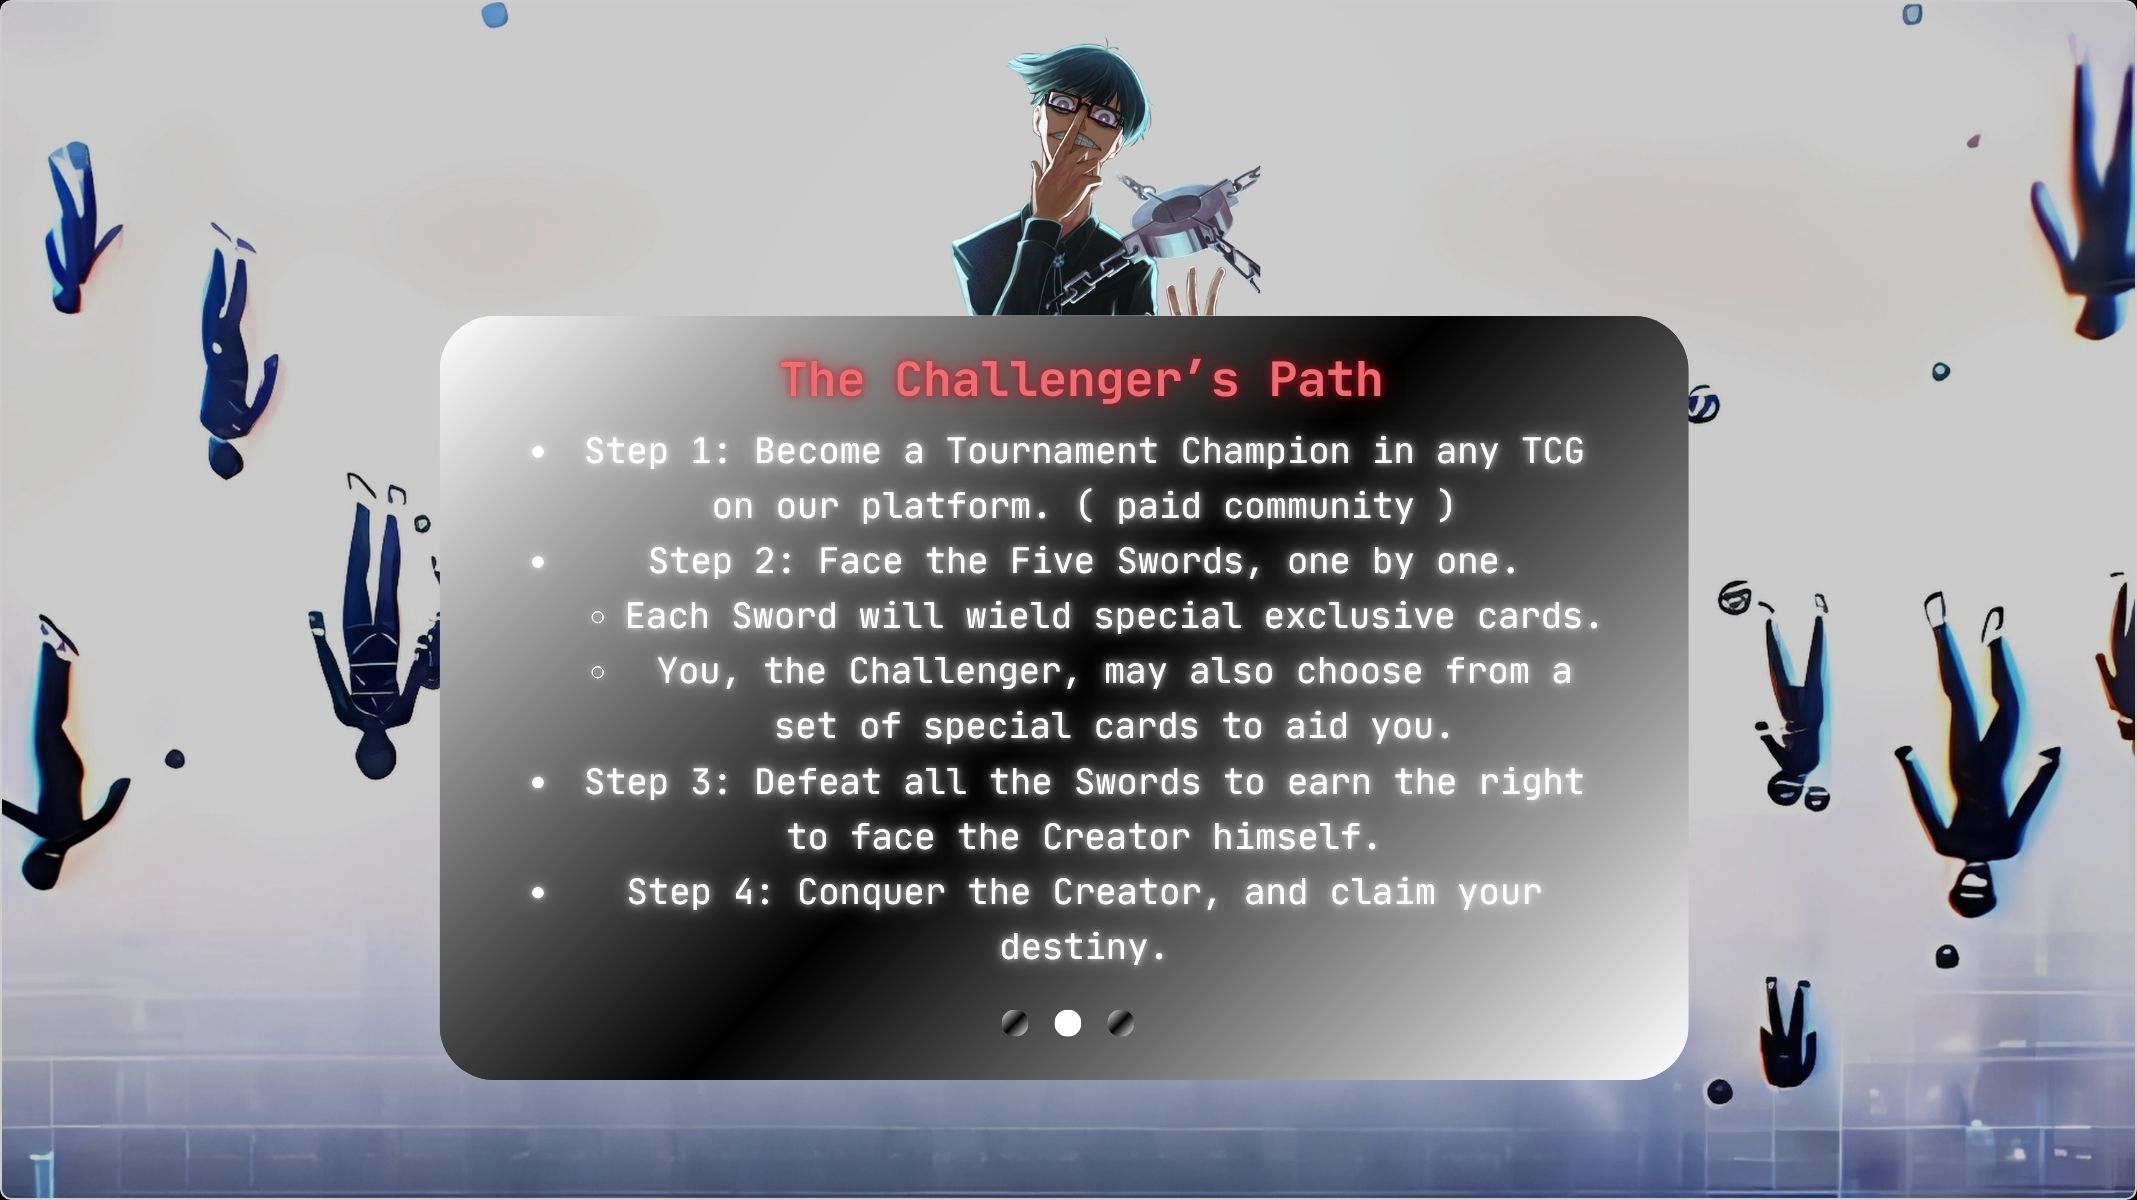 The Challenger’s Path
• Step 1: Become a Tournament Champion in any TCG
on our platform. ( paid community )
• Step 2: Face the Five Swords, one by one.
◦ Each Sword will wield special exclusive cards.
◦ You, the Challenger, may also choose from a
set of special cards to aid you.
• Step 3: Defeat all the Swords to earn the right
to face the Creator himself.
• Step 4: Conquer the Creator, and claim your
destiny.